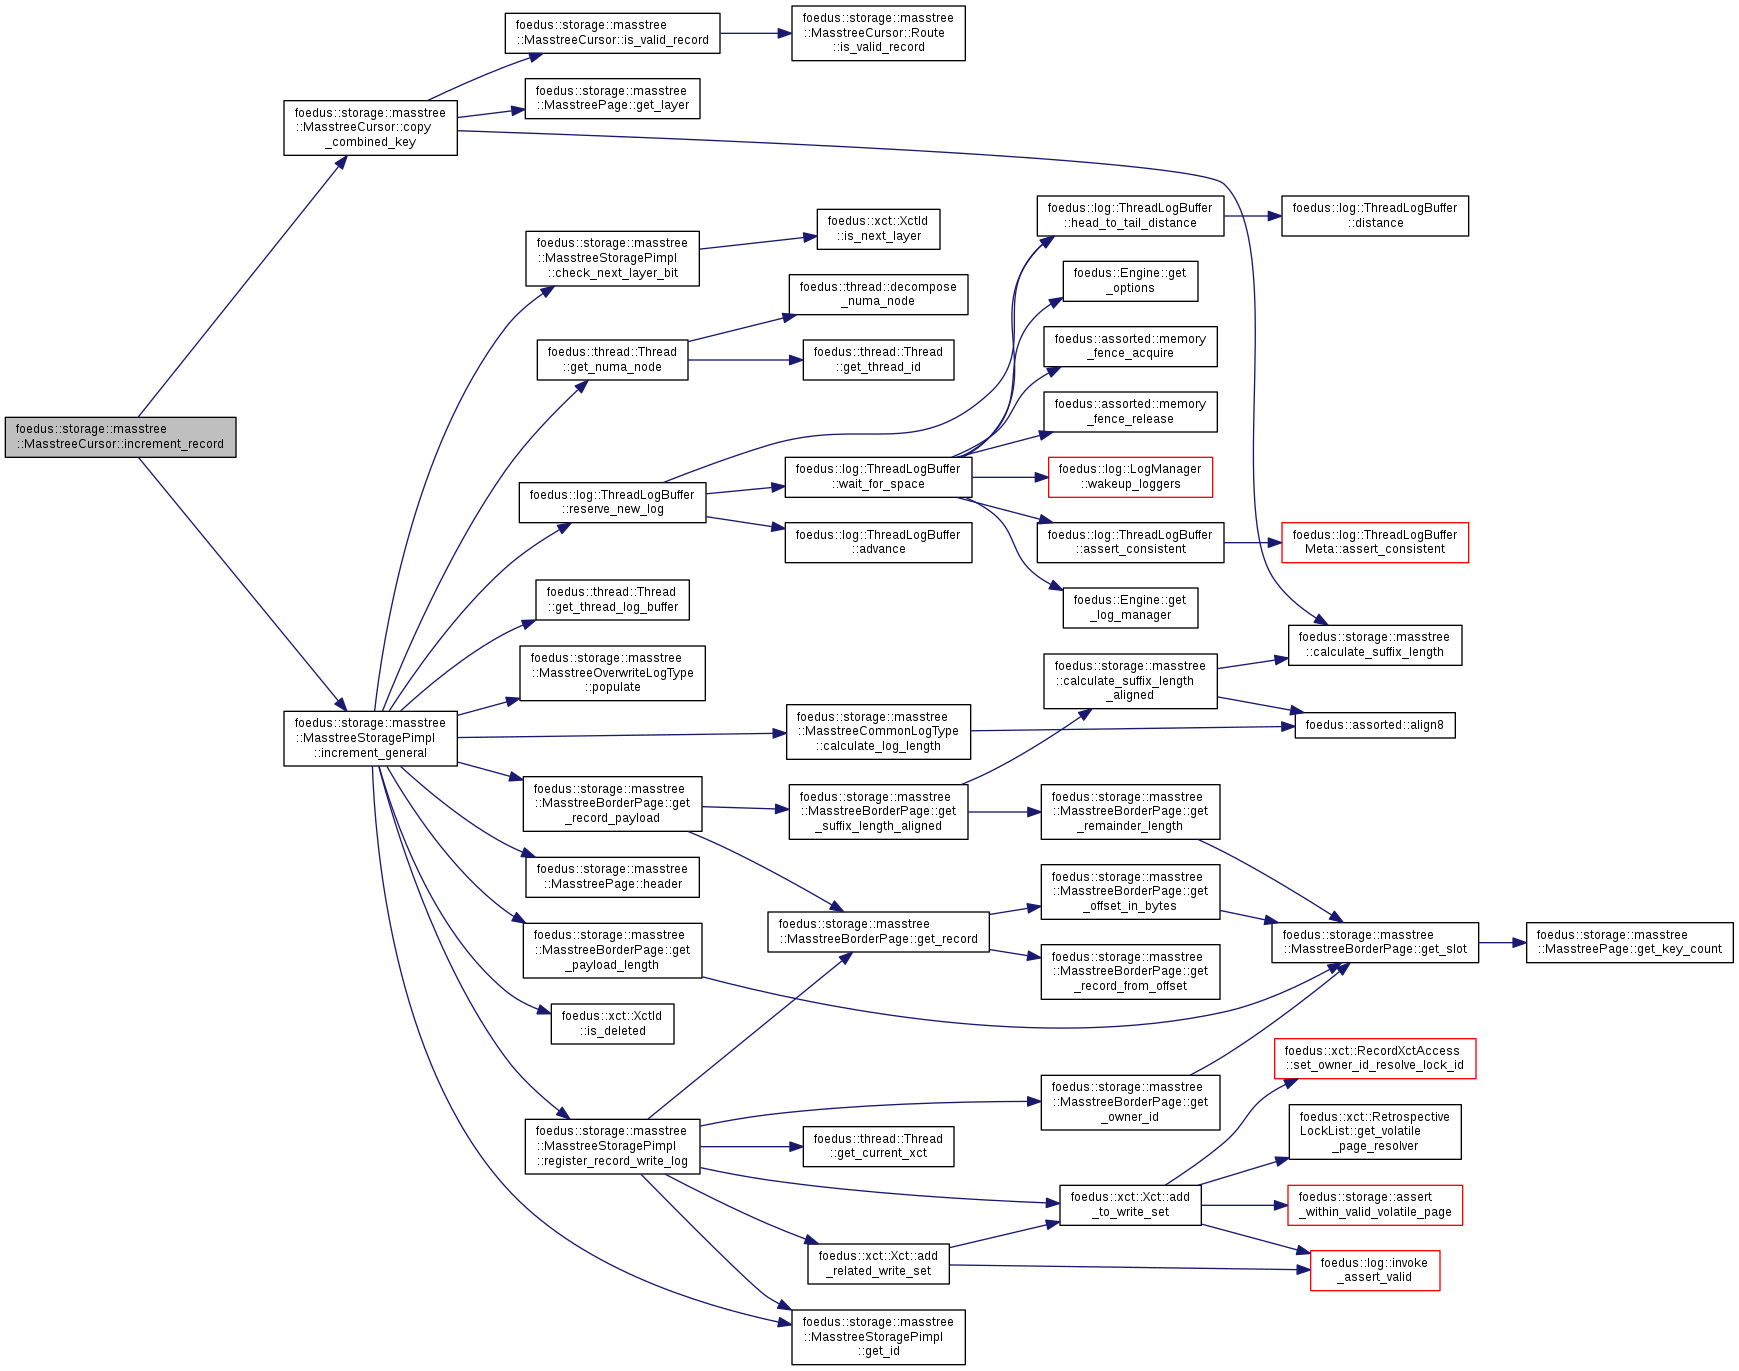 foedus::storage::masstree
::MasstreeCursor::increment_record
foedus::storage::masstree
::MasstreeCursor::copy
_combined_key
foedus::storage::masstree
::MasstreeStoragePimpl
::increment_general
foedus::storage::masstree
::MasstreeCursor::is_valid_record
foedus::storage::masstree
::MasstreePage::get_layer
foedus::storage::masstree
::MasstreeStoragePimpl
::check_next_layer_bit
foedus::thread::Thread
::get_numa_node
foedus::log::ThreadLogBuffer
::reserve_new_log
foedus::thread::Thread
::get_thread_log_buffer
foedus::storage::masstree
::MasstreeOverwriteLogType
::populate
foedus::storage::masstree
::MasstreeBorderPage::get
_record_payload
foedus::storage::masstree
::MasstreePage::header
foedus::storage::masstree
::MasstreeBorderPage::get
_payload_length
foedus::xct::XctId
::is_deleted
foedus::storage::masstree
::MasstreeStoragePimpl
::register_record_write_log
foedus::storage::masstree
::MasstreeCursor::Route
::is_valid_record
foedus::xct::XctId
::is_next_layer
foedus::thread::decompose
_numa_node
foedus::thread::Thread
::get_thread_id
foedus::log::ThreadLogBuffer
::wait_for_space
foedus::log::ThreadLogBuffer
::advance
foedus::storage::masstree
::MasstreeCommonLogType
::calculate_log_length
foedus::storage::masstree
::MasstreeBorderPage::get
_suffix_length_aligned
foedus::storage::masstree
::MasstreeBorderPage::get_record
foedus::thread::Thread
::get_current_xct
foedus::xct::Xct::add
_related_write_set
foedus::storage::masstree
::MasstreeStoragePimpl
::get_id
foedus::log::ThreadLogBuffer
::head_to_tail_distance
foedus::Engine::get
_options
foedus::assorted::memory
_fence_acquire
foedus::assorted::memory
_fence_release
foedus::log::LogManager
::wakeup_loggers
foedus::log::ThreadLogBuffer
::assert_consistent
foedus::Engine::get
_log_manager
foedus::storage::masstree
::calculate_suffix_length
_aligned
foedus::storage::masstree
::MasstreeBorderPage::get
_remainder_length
foedus::storage::masstree
::MasstreeBorderPage::get
_offset_in_bytes
foedus::storage::masstree
::MasstreeBorderPage::get
_record_from_offset
foedus::storage::masstree
::MasstreeBorderPage::get
_owner_id
foedus::xct::Xct::add
_to_write_set
foedus::log::ThreadLogBuffer
::distance
foedus::log::ThreadLogBuffer
Meta::assert_consistent
foedus::storage::masstree
::calculate_suffix_length
foedus::assorted::align8
foedus::storage::masstree
::MasstreeBorderPage::get_slot
foedus::xct::RecordXctAccess
::set_owner_id_resolve_lock_id
foedus::xct::Retrospective
LockList::get_volatile
_page_resolver
foedus::storage::assert
_within_valid_volatile_page
foedus::log::invoke
_assert_valid
foedus::storage::masstree
::MasstreePage::get_key_count